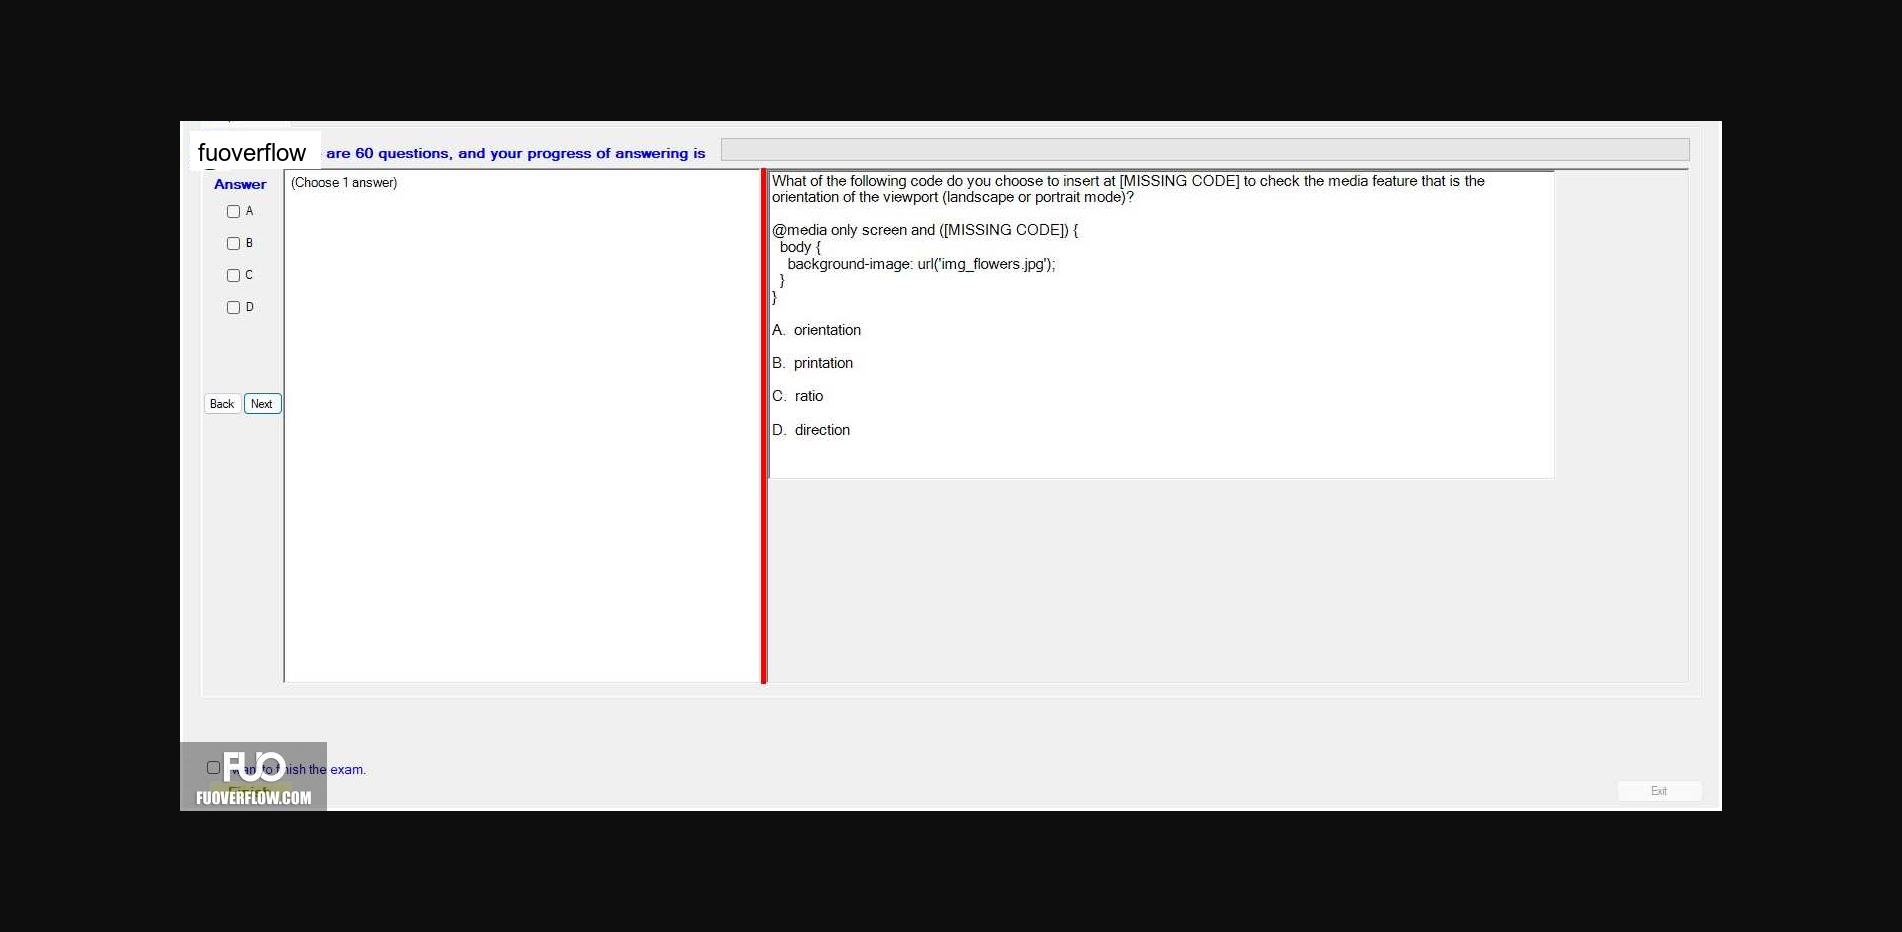 fuoverflow are 60 questions, and your progress of answering is
Answer
A
B
C
D
Back Next
(Choose 1 answer)
What of the following code do you choose to insert at [MISSING CODE] to check the media feature that is the
orientation of the viewport (landscape or portrait mode)?
@media only screen and ([MISSING CODE]) {
body {
background-image: url('img_flowers.jpg');
}
}
A. orientation
B. printation
C. ratio
D. direction
FUO
want to finish the exam.
Finish
FUOVERFLOW.COM
Exit